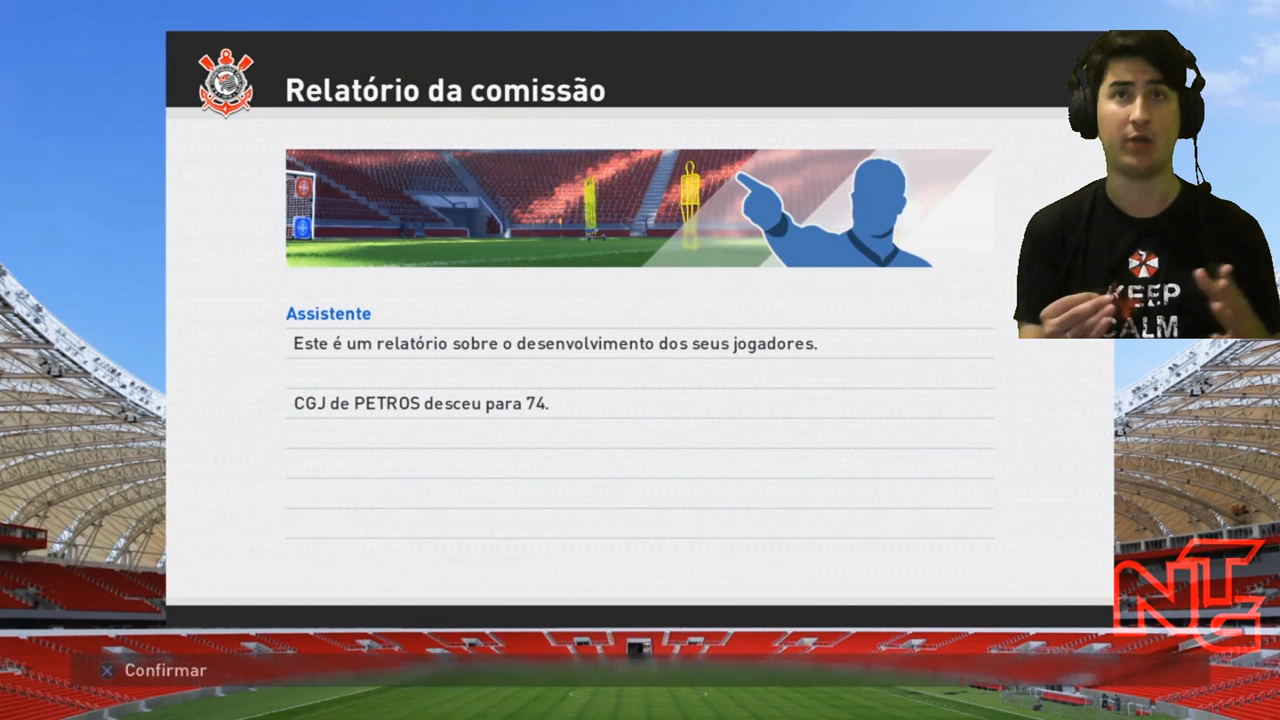 Relatório da comissão
Assistente
Este é um relatório sobre o desenvolvimento dos seus jogadores.
CGJ de PETROS desceu para 74.
KEEP
CALM
NTG
Confirmar